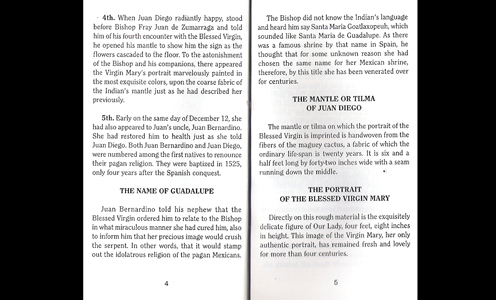 4th. When Juan Diego radiantly happy, stood
before Bishop Fray Juan de Zumarraga and told
him of his fourth encounter with the Blessed Virgin,
he opened his mantle to shew him the sign as the
flowers cascaded to the floor. To the astonishment
of the Bishop and his companions, there appeared
the Virgin Mary's portrait marvelously painted in
the most exquisite colors, upon the coarse fabric of
the Indian's mantle just as he had described her
previously.
5th. Early on the same day of December 12, she
had also appeared to Juan's uncle, Juan Bernardino.
She had restored him to health just as she told
Juan Diego. Both Juan Bernardino and Juan Diego,
were numbered among the first natives to renounce
their pagan religion. They were baptized in 1525,
only four years after the Spanish conquest.
THE NAME OF GUADALUPE
Juan Bernardino told his nephew that the
Blessed Virgin ordered him to relate to the Bishop
in what miraculous manner she had cured him, also
to inform him that her precious image would crush
the serpent. In other words, that it would stamp
out the idolatrous religion of the pagan Mexicans.
4
The Bishop did not know the Indian's language
and heard him say Santa Maria Goatlaxopeuh, which
sounded like Santa Maria de Guadalupe. As there
was a famous shrine by that name in Spain, he
thought that for some unknown reason she had
chosen the same name for her Mexican shrine,
therefore, by this title she has been venerated over
for centuries.
THE MANTLE OR TILMA
OF JUAN DIEGO
The mantle or tilma on which the portrait of the
Blessed Virgin is imprinted is handwoven from the
fibers of the maguey cactus, a fabric of which the
ordinary life-span is twenty years. It is six and a
half feet long by forty-two inches wide with a seam
running down the middle.
THE PORTRAIT
OF THE BLESSED VIRGIN MARY
Directly on this rough material is the exquisitely
delicate figure of Our Lady, four feet, eight inches
in height. This image of the Virgin Mary, her only
authentic portrait, has remained fresh and lovely
for more than four centuries.
5